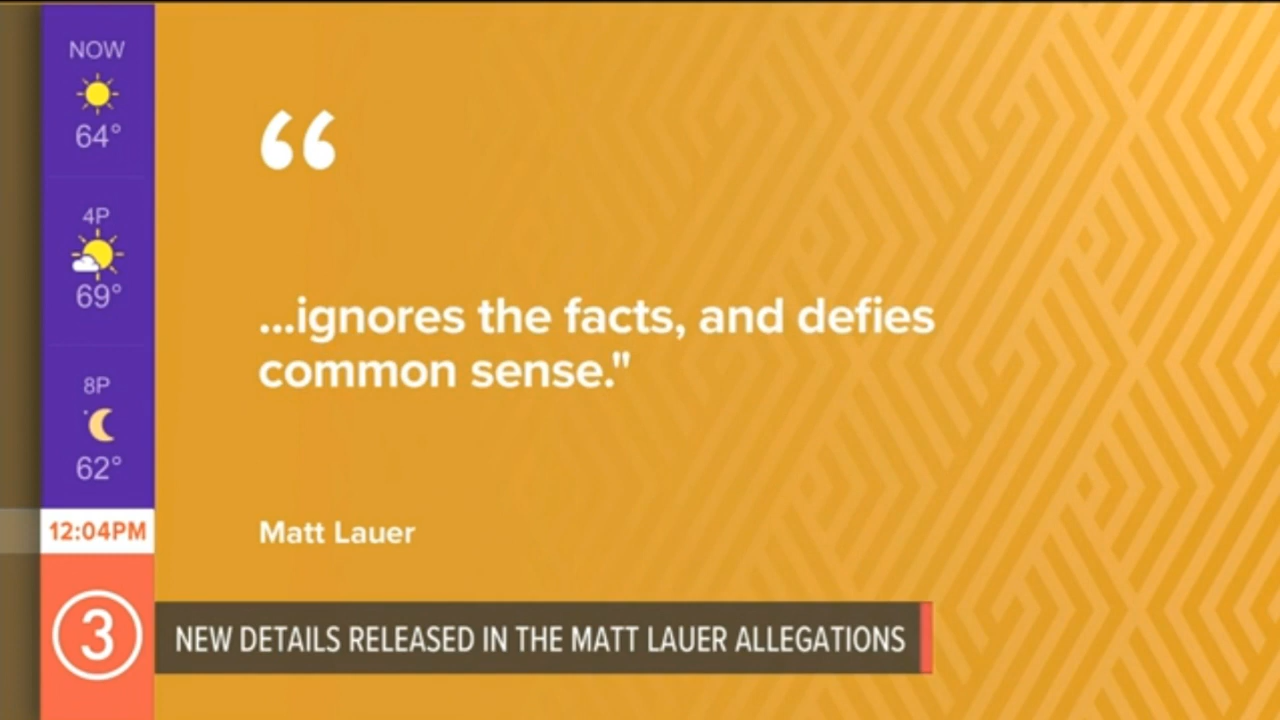 NOW
64°
4P
69°
8P
62°
12:04PM
3
“
...ignores the facts, and defies
common sense."
Matt Lauer
NEW DETAILS RELEASED IN THE MATT LAUER ALLEGATIONS